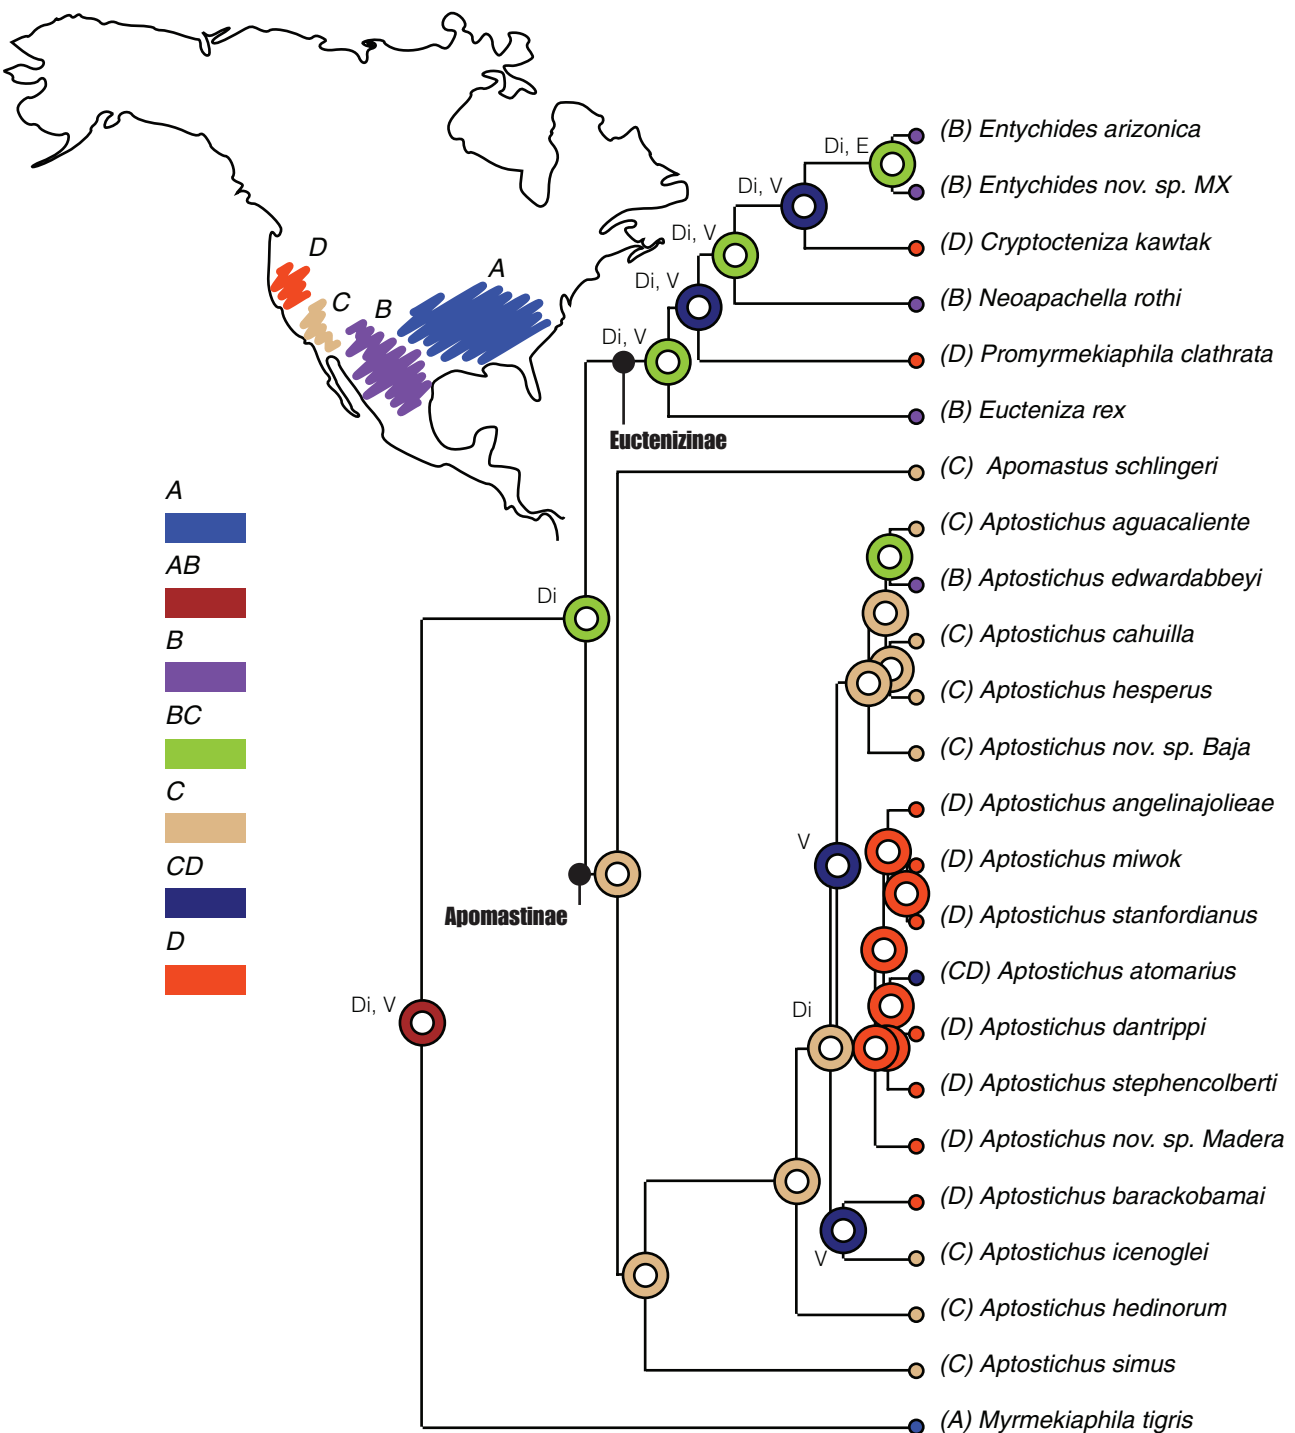 D
C
B
A
A
AB
B
BC
C
CD
D
Di, E
Di, V
Di, V
Di, V
Di, V
Euctenizinae
Di
Apomastinae
V
Di
Di, V
V
(B) Entychides arizonica
(B) Entychides nov. sp. MX
(D) Cryptocteniza kawtak
(B) Neoapachella rothi
(D) Promyrmekiaphila clathrata
(B) Eucteniza rex
(C) Apomastus schlingeri
(C) Aptostichus aguacaliente
(B) Aptostichus edwardabbeyi
(C) Aptostichus cahuilla
(C) Aptostichus hesperus
(C) Aptostichus nov. sp. Baja
(D) Aptostichus angelinajolieae
(D) Aptostichus miwok
(D) Aptostichus stanfordianus
(CD) Aptostichus atomarius
(D) Aptostichus dantrippi
(D) Aptostichus stephencolberti
(D) Aptostichus nov. sp. Madera
(D) Aptostichus barackobamai
(C) Aptostichus icenoglei
(C) Aptostichus hedinorum
(C) Aptostichus simus
(A) Myrmekiaphila tigris